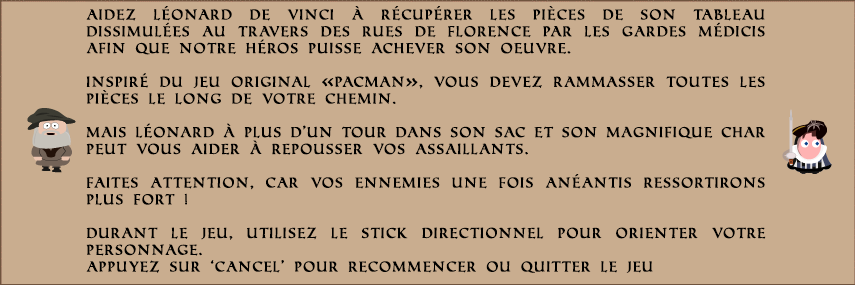 AIDEZ LÉONARD DE VINCI À RÉCUPÉRER LES PIÈCES DE SON TABLEAU
DISSIMULÉES AU TRAVERS DES RUES DE FLORENCE PAR LES GARDES MÉDICIS
AFIN QUE NOTRE HÉROS PUISSE ACHEVER SON OEUVRE.
INSPIRÉ DU JEU ORIGINAL «PACMAN», VOUS DEVEZ RAMMASSER TOUTES LES
PIÈCES LE LONG DE VOTRE CHEMIN.
MAIS LÉONARD À PLUS D'UN TOUR DANS SON SAC ET SON MAGNIFIQUE CHAR
PEUT VOUS AIDER À REPOUSSER VOS ASSAILLANTS.
FAITES ATTENTION, CAR VOS ENNEMIES UNE FOIS ANÉANTIS RESSORTIRONS
PLUS FORT !
DURANT LE JEU, UTILISEZ LE STICK DIRECTIONNEL POUR ORIENTER VOTRE
PERSONNAGE.
APPUYEZ SUR 'CANCEL' POUR RECOMMENCER OU QUITTER LE JEU